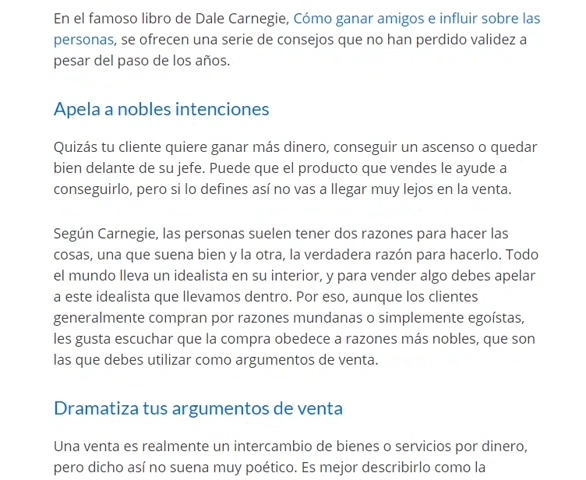 En el famoso libro de Dale Carnegie, Cómo ganar amigos e influir sobre las
personas, se ofrecen una serie de consejos que no han perdido validez a
pesar del paso de los años.
Apela a nobles intenciones
Quizás tu cliente quiere ganar más dinero, conseguir un ascenso o quedar
bien delante de su jefe. Puede que el producto que vendes le ayude a
conseguirlo, pero si lo defines así no vas a llegar muy lejos en la venta.
Según Carnegie, las personas suelen tener dos razones para hacer las
cosas, una que suena bien y la otra, la verdadera razón para hacerlo. Todo
el mundo lleva un idealista en su interior, y para vender algo debes apelar
a este idealista que llevamos dentro. Por eso, aunque los clientes
generalmente compran por razones mundanas o simplemente egoístas,
les gusta escuchar que la compra obedece a razones más nobles, que son
las que debes utilizar como argumentos de venta.
Dramatiza tus argumentos de venta
Una venta es realmente un intercambio de bienes o servicios por dinero,
pero dicho así no suena muy poético. Es mejor describirlo como la